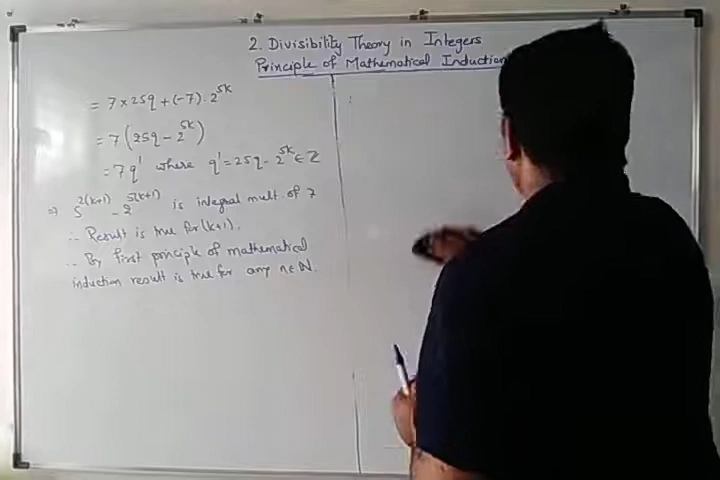 2. Divisibility Theory in Integers
Principle of Mathematical Induction
= 7 × 25q + (-7) . 2^5k
= 7 (25q - 2^5k)
= 7q' where q' = 25q - 2^5k ∈ Z
⇒ 5^2(k+1) - 2^5(k+1) is integral mult. of 7
∴ Result is true for (k+1).
∴ By first principle of mathematical
induction result is true for any n ∈ N.